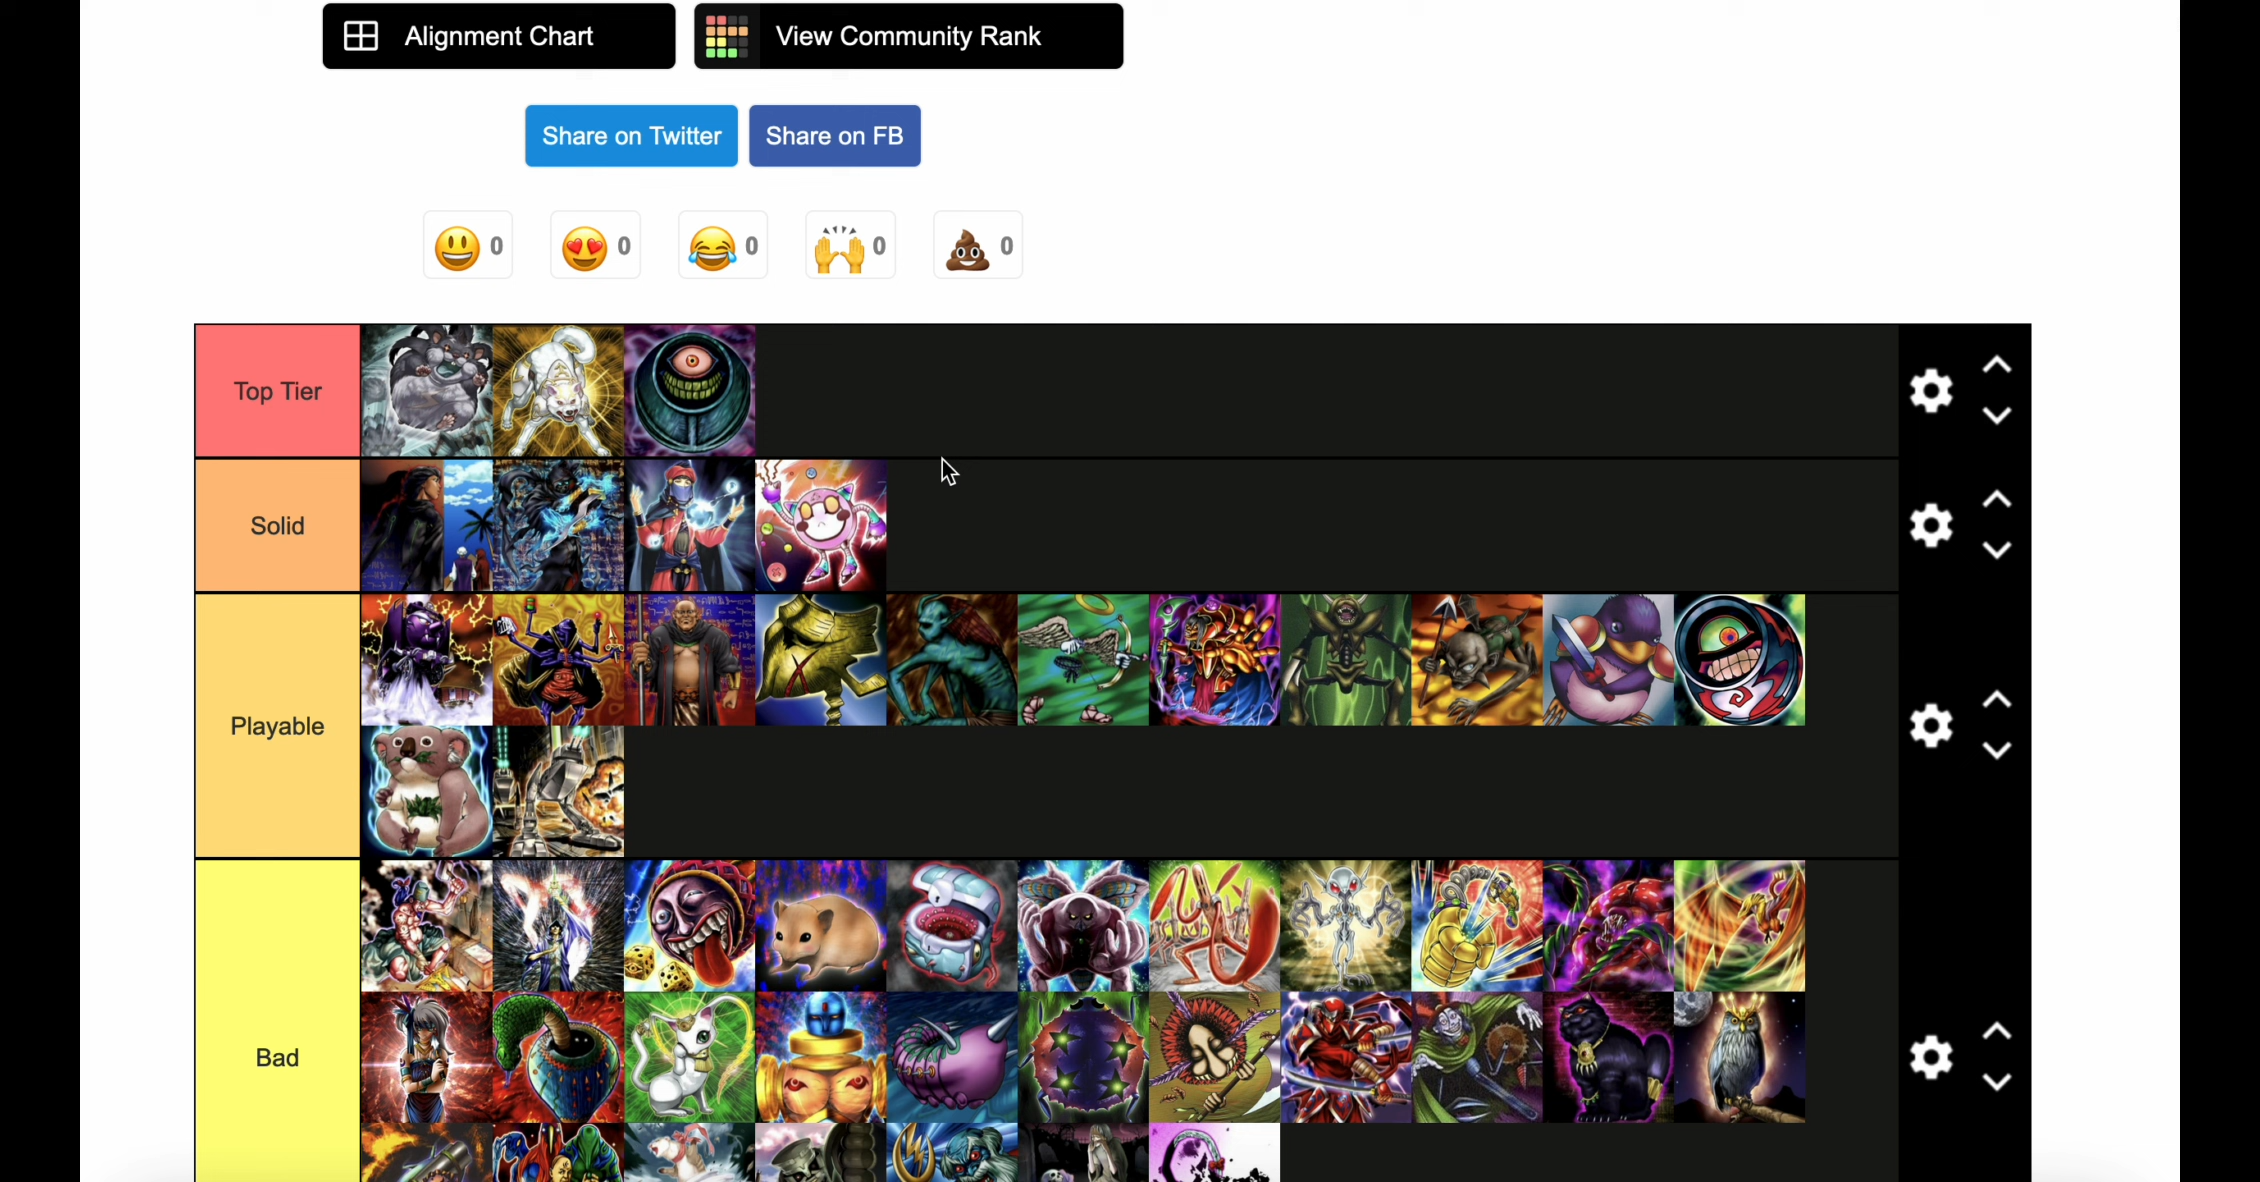 Alignment Chart
View Community Rank
Share on Twitter
Share on FB
0
0
0
0
0
Top Tier
Solid
Playable
Bad